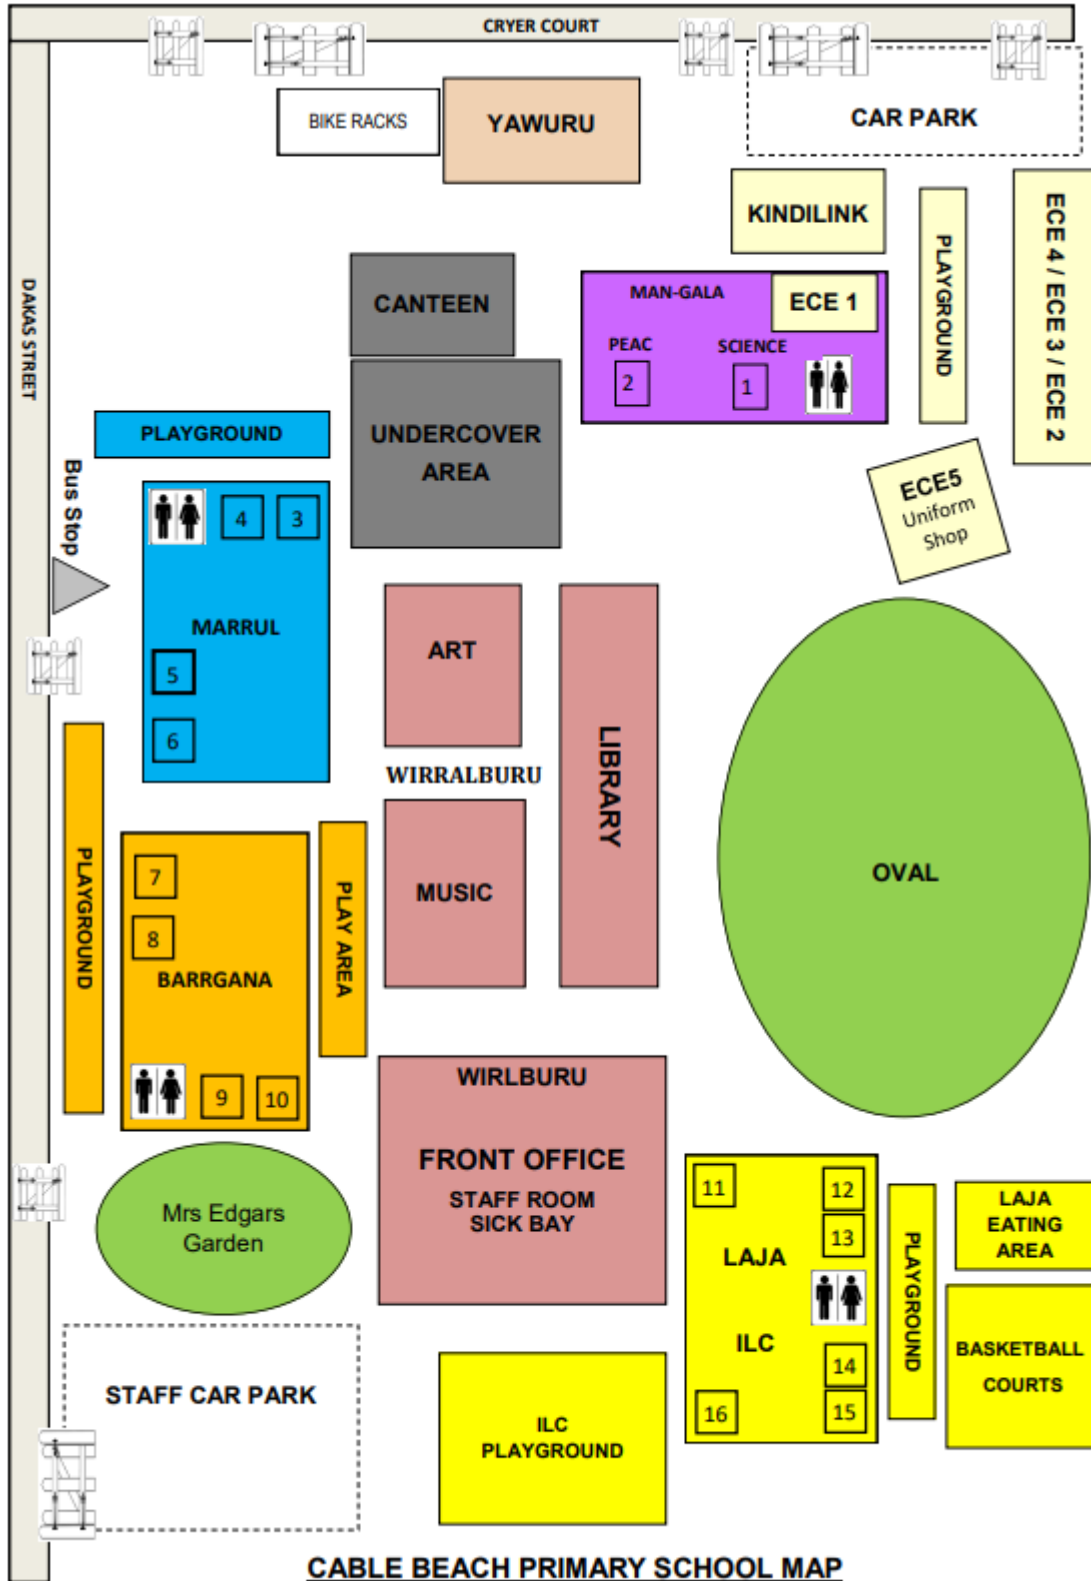 CRYER COURT
BIKE RACKS
YAWURU
CAR PARK
KINDILINK
PLAYGROUND
ECE 4 / ECE 3 / ECE 2
DAKAS STREET
CANTEEN
MAN-GALA
ECE 1
PEAC
SCIENCE
2
1
UNDERCOVER
AREA
PLAYGROUND
Bus Stop
ECE5
Uniform
Shop
4
3
MARRUL
5
6
ART
LIBRARY
WIRRALBURU
MUSIC
OVAL
PLAYGROUND
7
8
BARRGANA
9
10
PLAY AREA
WIRLBURU
FRONT OFFICE
STAFF ROOM
SICK BAY
Mrs Edgars
Garden
11
12
13
LAJA
ILC
14
15
16
PLAYGROUND
LAJA
EATING
AREA
BASKETBALL
COURTS
STAFF CAR PARK
ILC
PLAYGROUND
CABLE BEACH PRIMARY SCHOOL MAP